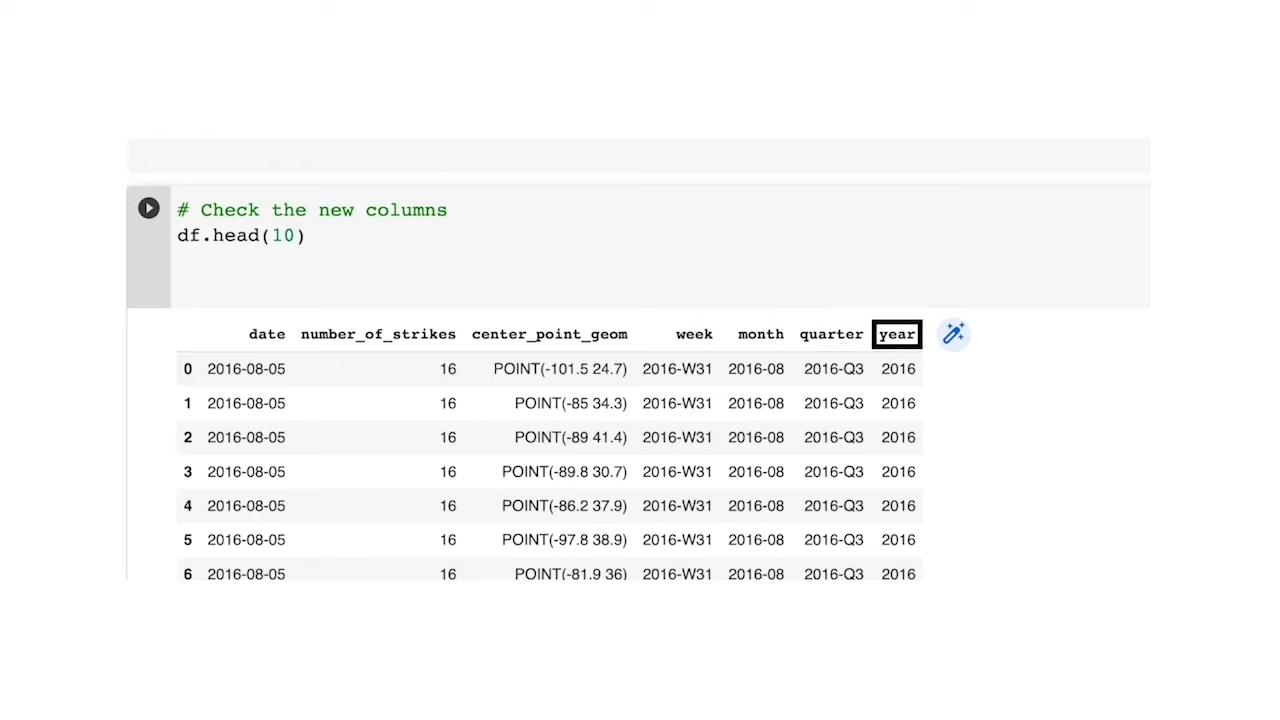 # Check the new columns
df.head(10)
date number_of_strikes center_point_geom week month quarter year
0 2016-08-05 16 POINT(-101.5 24.7) 2016-W31 2016-08 2016-Q3 2016
1 2016-08-05 16 POINT(-85 34.3) 2016-W31 2016-08 2016-Q3 2016
2 2016-08-05 16 POINT(-89 41.4) 2016-W31 2016-08 2016-Q3 2016
3 2016-08-05 16 POINT(-89.8 30.7) 2016-W31 2016-08 2016-Q3 2016
4 2016-08-05 16 POINT(-86.2 37.9) 2016-W31 2016-08 2016-Q3 2016
5 2016-08-05 16 POINT(-97.8 38.9) 2016-W31 2016-08 2016-Q3 2016
6 2016-08-05 16 POINT(-81.9 36) 2016-W31 2016-08 2016-Q3 2016